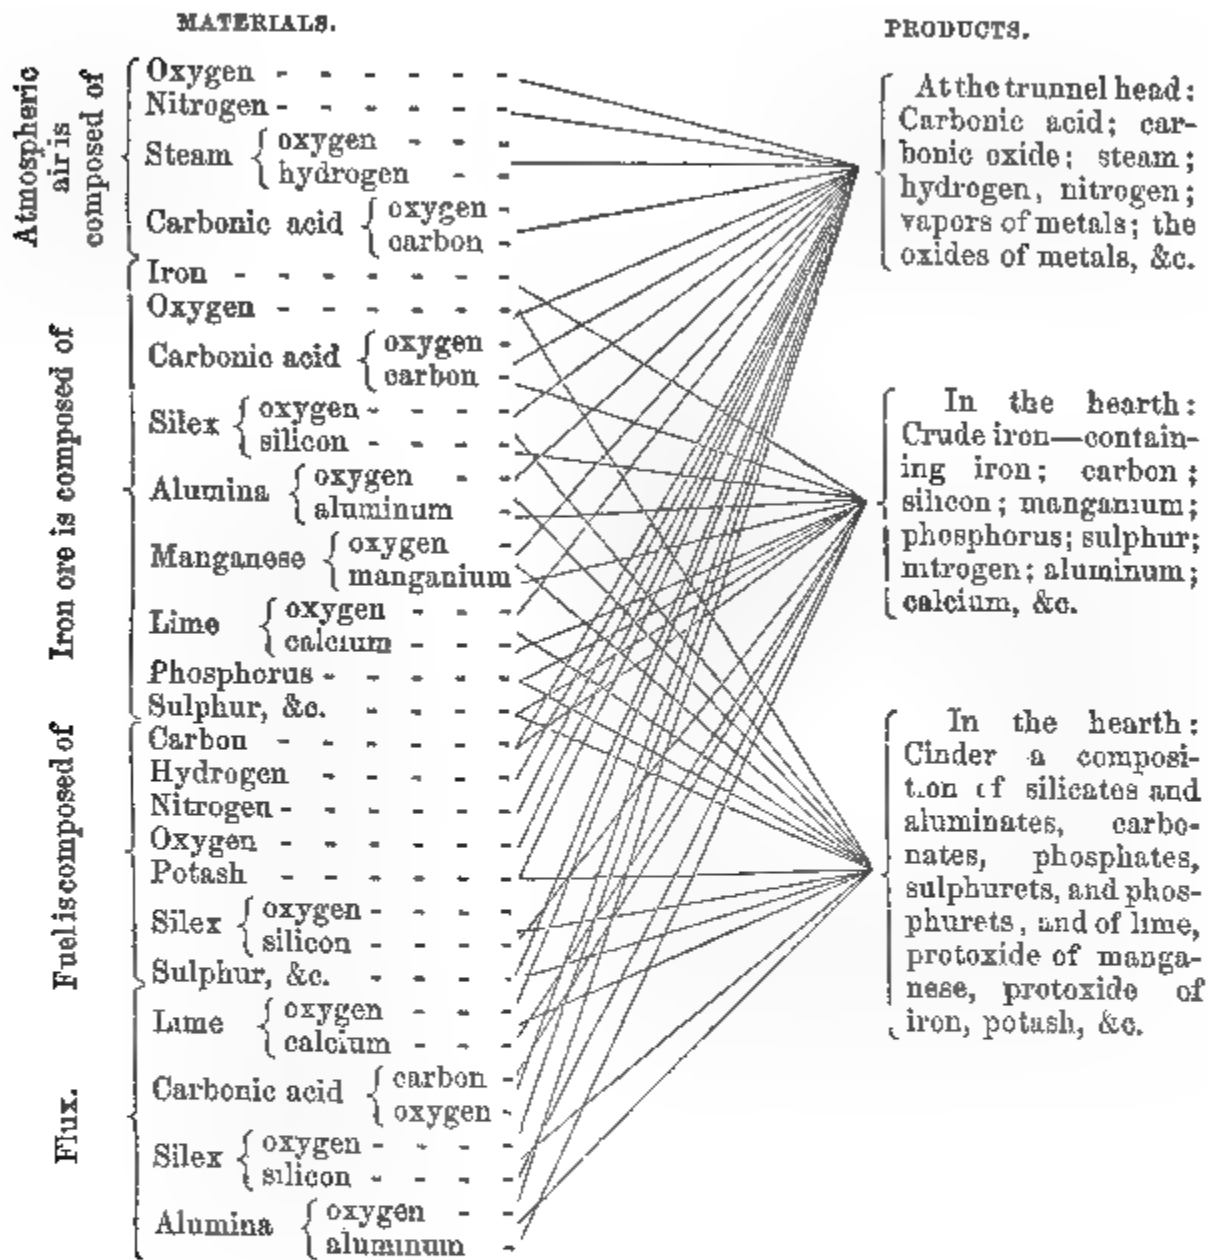 MATERIALS.
Atmospheric
air is
composed of
Oxygen
Nitrogen
Steam { oxygen
hydrogen
Carbonic acid { oxygen
carbon
Iron ore is composed of
Iron
Oxygen
Carbonic acid { oxygen
carbon
Silex { oxygen
silicon
Alumina { oxygen
aluminum
Manganese { oxygen
manganium
Lime { oxygen
calcium
Phosphorus
Sulphur, &c.
Fuel is composed of
Carbon
Hydrogen
Nitrogen
Oxygen
Potash
Silex { oxygen
silicon
Sulphur, &c.
Flux.
Lime { oxygen
calcium
Carbonic acid { carbon
oxygen
Silex { oxygen
silicon
Alumina { oxygen
aluminum
PRODUCTS.
At the trunnel head:
Carbonic acid; car-
bonic oxide; steam;
hydrogen, nitrogen;
vapors of metals; the
oxides of metals, &c.
In the hearth:
Crude iron—contain-
ing iron; carbon;
silicon; manganium;
phosphorus; sulphur;
nitrogen; aluminum;
calcium, &c.
In the hearth:
Cinder a composi-
tion of silicates and
aluminates, carbo-
nates, phosphates,
sulphurets, and phos-
phurets, and of lime,
protoxide of manga-
nese, protoxide of
iron, potash, &c.